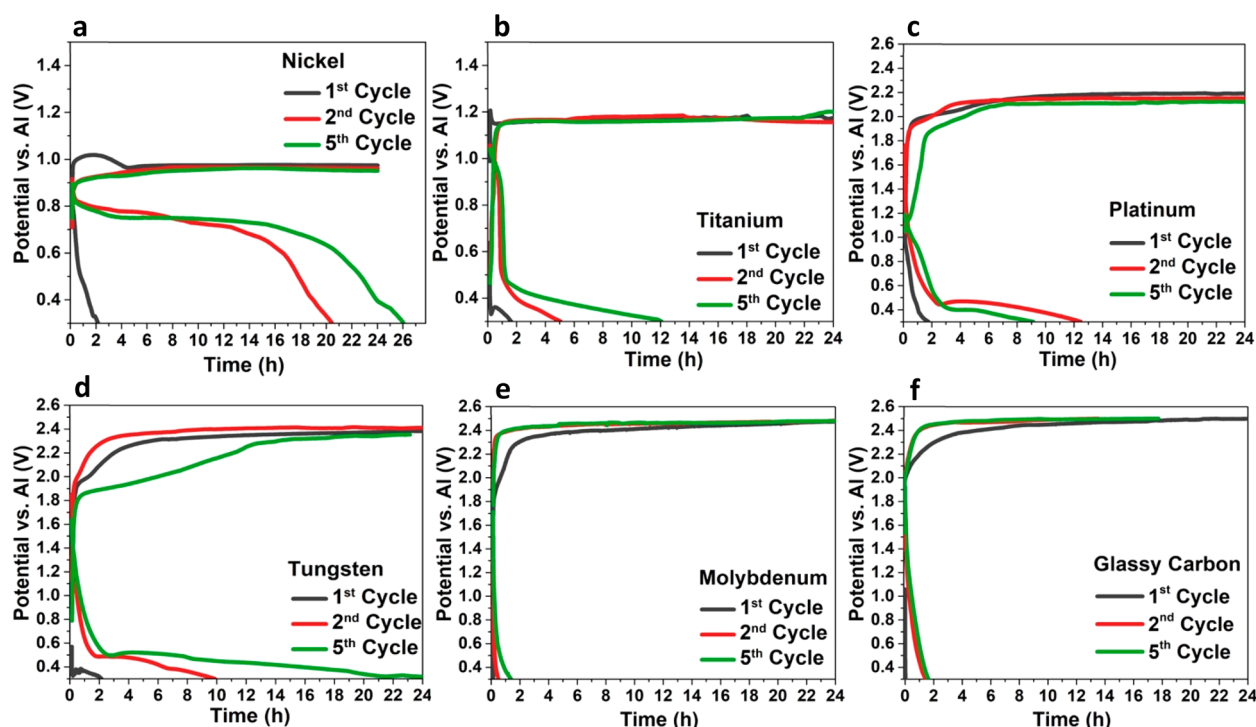 a
Nickel
1st Cycle
2nd Cycle
5th Cycle
Potential vs. Al (V)
1.4
1.2
1.0
0.8
0.6
0.4
0 2 4 6 8 10 12 14 16 18 20 22 24 26
Time (h)
b
Titanium
1st Cycle
2nd Cycle
5th Cycle
Potential vs. Al (V)
1.4
1.2
1.0
0.8
0.6
0.4
0 2 4 6 8 10 12 14 16 18 20 22 24
Time (h)
c
Platinum
1st Cycle
2nd Cycle
5th Cycle
Potential vs. Al (V)
2.6
2.4
2.2
2.0
1.8
1.6
1.4
1.2
1.0
0.8
0.6
0.4
0 2 4 6 8 10 12 14 16 18 20 22 24
Time (h)
d
Tungsten
1st Cycle
2nd Cycle
5th Cycle
Potential vs. Al (V)
2.6
2.4
2.2
2.0
1.8
1.6
1.4
1.2
1.0
0.8
0.6
0.4
0 2 4 6 8 10 12 14 16 18 20 22 24
Time (h)
e
Molybdenum
1st Cycle
2nd Cycle
5th Cycle
Potential vs. Al (V)
2.6
2.4
2.2
2.0
1.8
1.6
1.4
1.2
1.0
0.8
0.6
0.4
0 2 4 6 8 10 12 14 16 18 20 22 24
Time (h)
f
Glassy Carbon
1st Cycle
2nd Cycle
5th Cycle
Potential vs. Al (V)
2.6
2.4
2.2
2.0
1.8
1.6
1.4
1.2
1.0
0.8
0.6
0.4
0 4 8 12 16 20 24
Time (h)